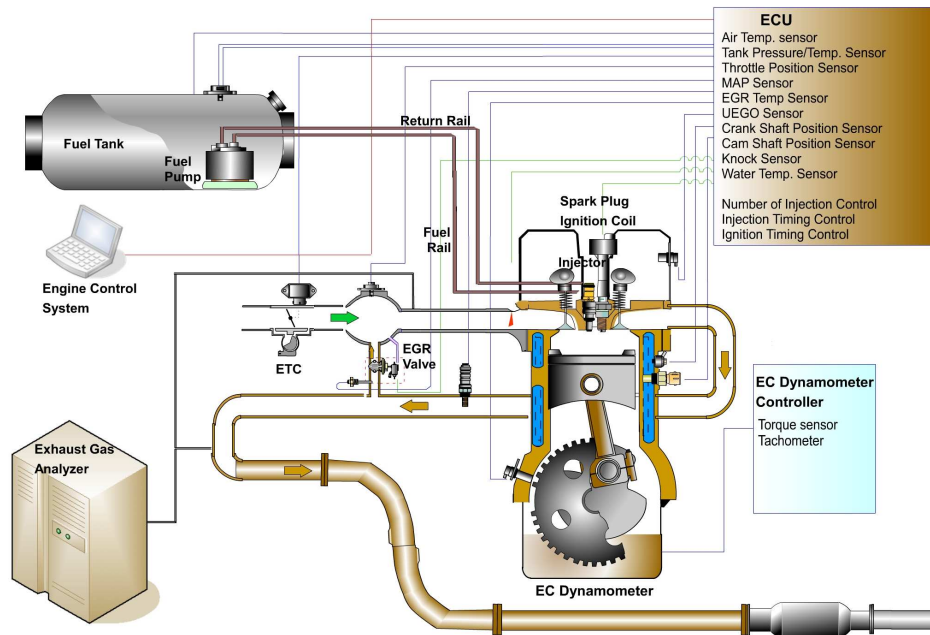 ECU
Air Temp. sensor
Tank Pressure/Temp. Sensor
Throttle Position Sensor
MAP Sensor
EGR Temp Sensor
UEGO Sensor
Crank Shaft Position Sensor
Cam Shaft Position Sensor
Knock Sensor
Water Temp. Sensor
Number of Injection Control
Injection Timing Control
Ignition Timing Control
Return Rail
Fuel Tank
Fuel
Pump
Spark Plug
Ignition Coil
Fuel
Rail
Injector
Engine Control
System
ETC
EGR
Valve
EC Dynamometer
Controller
Torque sensor
Tachometer
Exhaust Gas
Analyzer
EC Dynamometer